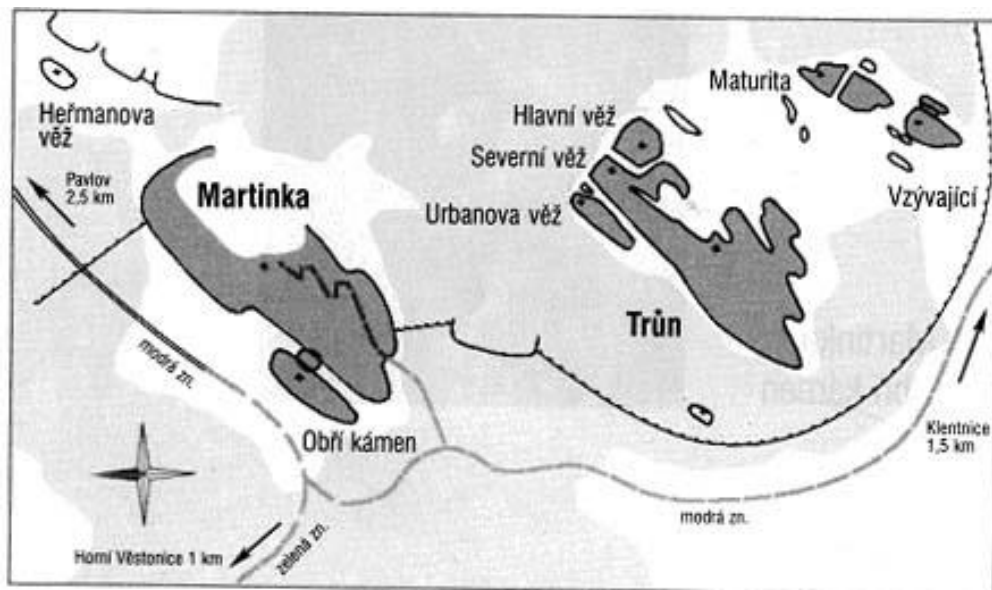 Heřmanova
věž
Pavlov
2,5 km
Martinka
Maturita
Hlavní věž
Severní věž
Urbanova věž
Vzývající
Trůn
modrá zn.
Obří kámen
Klentnice
1,5 km
modrá zn.
zelená zn.
Horní Věstonice 1 km